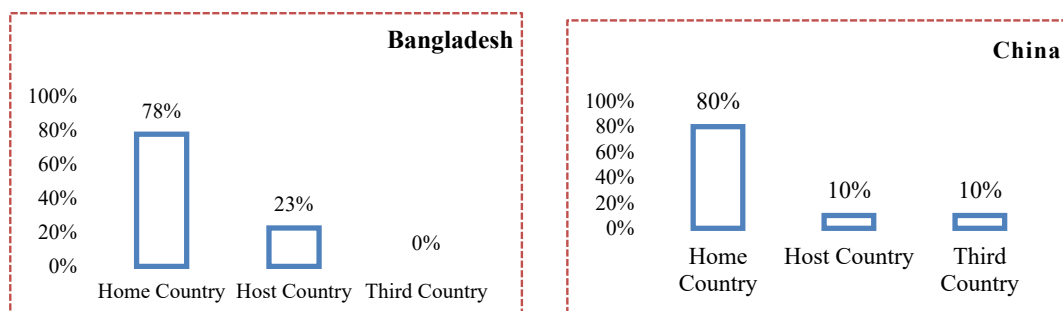 Bangladesh
100%
80%
60%
40%
20%
0%
78%
23%
0%
Home Country
Host Country
Third Country
China
100%
80%
60%
40%
20%
0%
80%
10%
10%
Home
Country
Host Country
Third
Country